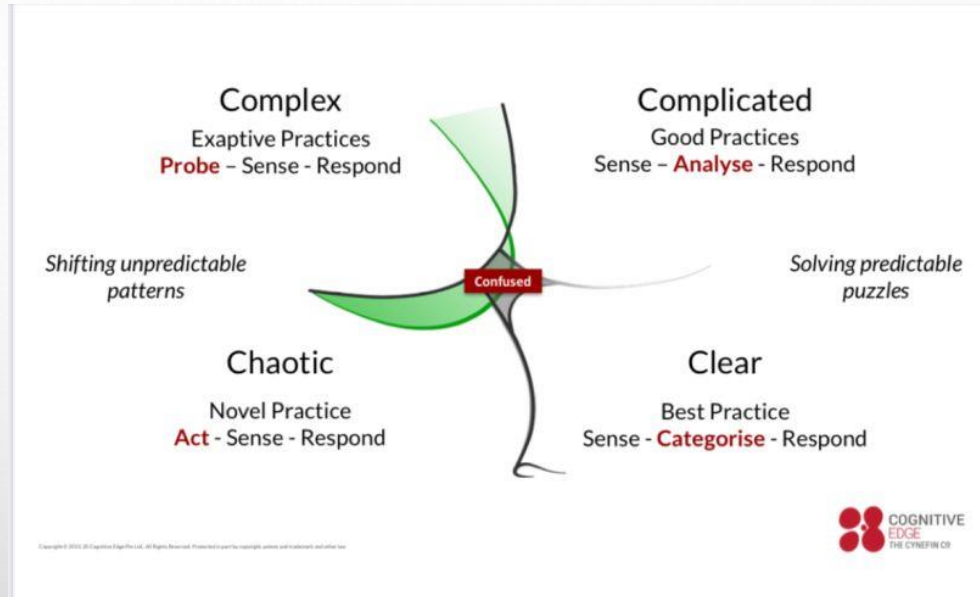 Complex
Exaptive Practices
Probe – Sense - Respond
Complicated
Good Practices
Sense – Analyse - Respond
Shifting unpredictable
patterns
Confused
Solving predictable
puzzles
Chaotic
Novel Practice
Act - Sense - Respond
Clear
Best Practice
Sense - Categorise - Respond
COGNITIVE
EDGE
THE CYNEFIN CO